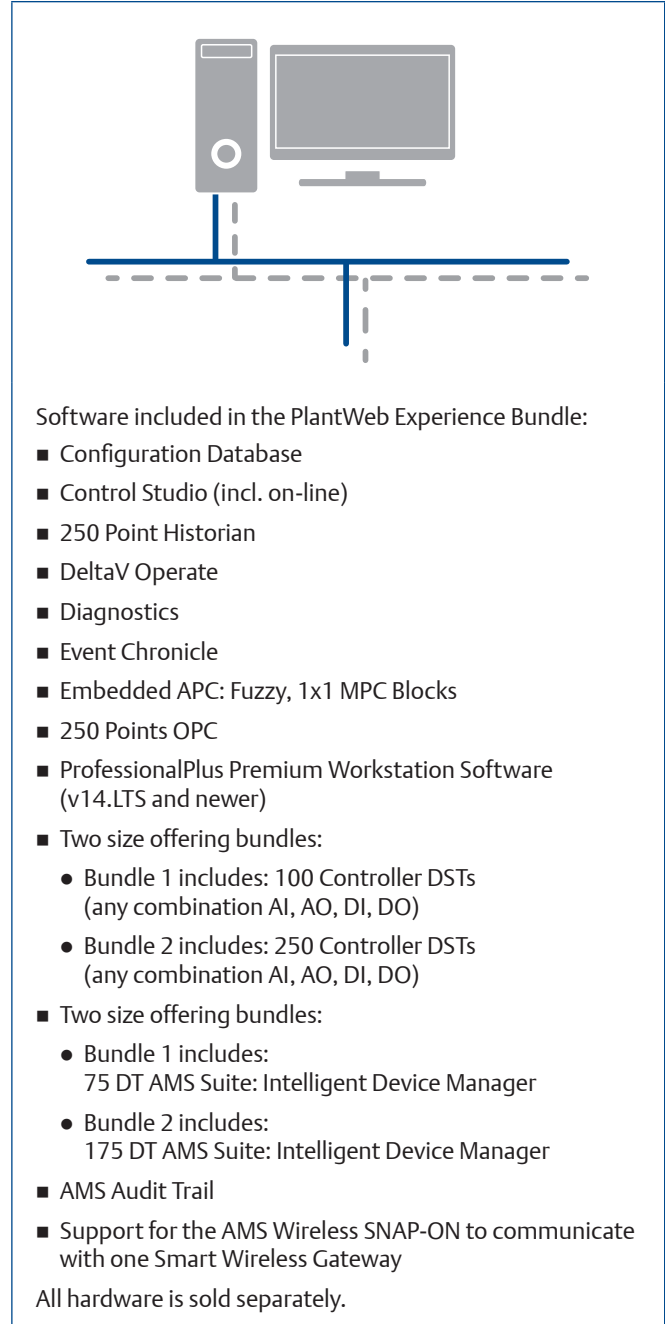 Software included in the PlantWeb Experience Bundle:
■ Configuration Database
■ Control Studio (incl. on-line)
■ 250 Point Historian
■ DeltaV Operate
■ Diagnostics
■ Event Chronicle
■ Embedded APC: Fuzzy, 1x1 MPC Blocks
■ 250 Points OPC
■ ProfessionalPlus Premium Workstation Software
(v14.LTS and newer)
■ Two size offering bundles:
● Bundle 1 includes: 100 Controller DSTs
(any combination AI, AO, DI, DO)
● Bundle 2 includes: 250 Controller DSTs
(any combination AI, AO, DI, DO)
■ Two size offering bundles:
● Bundle 1 includes:
75 DT AMS Suite: Intelligent Device Manager
● Bundle 2 includes:
175 DT AMS Suite: Intelligent Device Manager
■ AMS Audit Trail
■ Support for the AMS Wireless SNAP-ON to communicate
with one Smart Wireless Gateway
All hardware is sold separately.